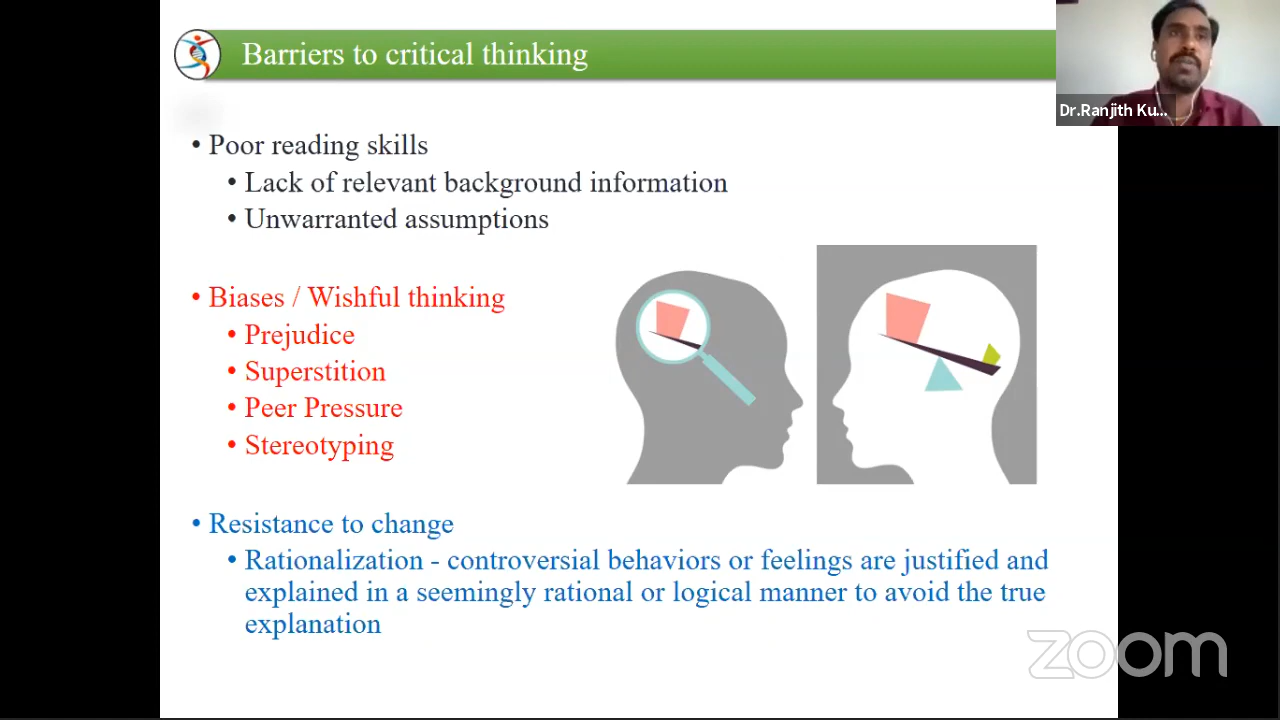 Barriers to critical thinking
Dr.Ranjith Ku...
• Poor reading skills
• Lack of relevant background information
• Unwarranted assumptions
• Biases / Wishful thinking
• Prejudice
• Superstition
• Peer Pressure
• Stereotyping
• Resistance to change
• Rationalization - controversial behaviors or feelings are justified and
explained in a seemingly rational or logical manner to avoid the true
explanation
zoom